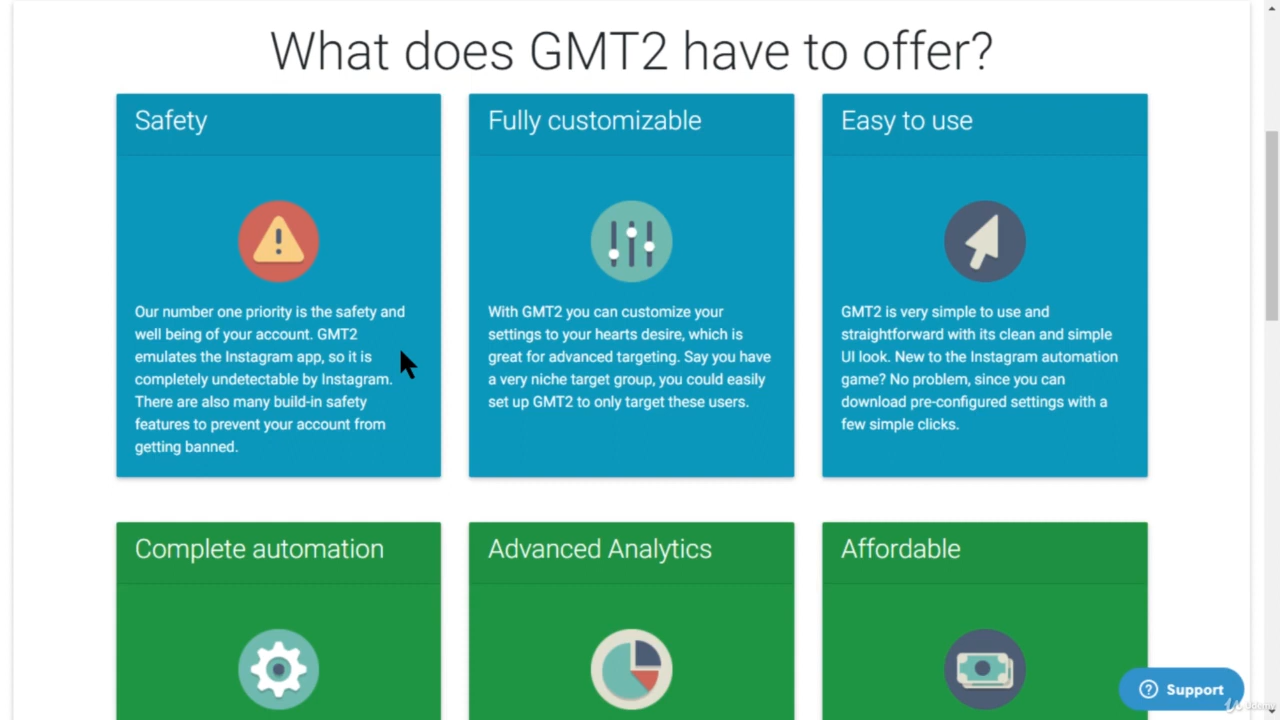 What does GMT2 have to offer?
Safety
Our number one priority is the safety and
well being of your account. GMT2
emulates the Instagram app, so it is
completely undetectable by Instagram.
There are also many build-in safety
features to prevent your account from
getting banned.
Fully customizable
With GMT2 you can customize your
settings to your hearts desire, which is
great for advanced targeting. Say you have
a very niche target group, you could easily
set up GMT2 to only target these users.
Easy to use
GMT2 is very simple to use and
straightforward with its clean and simple
UI look. New to the Instagram automation
game? No problem, since you can
download pre-configured settings with a
few simple clicks.
Complete automation
Advanced Analytics
Affordable
Support
Udemy